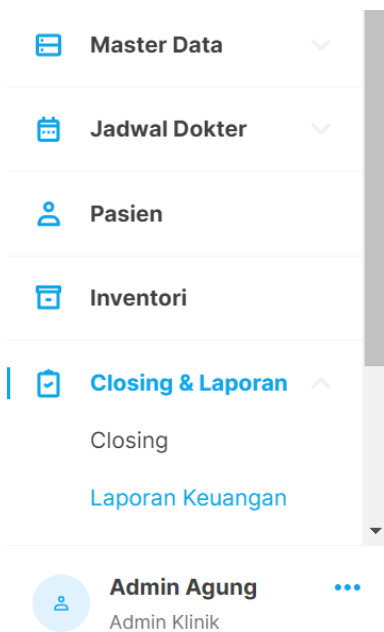 Master Data
Jadwal Dokter
Pasien
Inventori
Closing & Laporan
Closing
Laporan Keuangan
Admin Agung
Admin Klinik